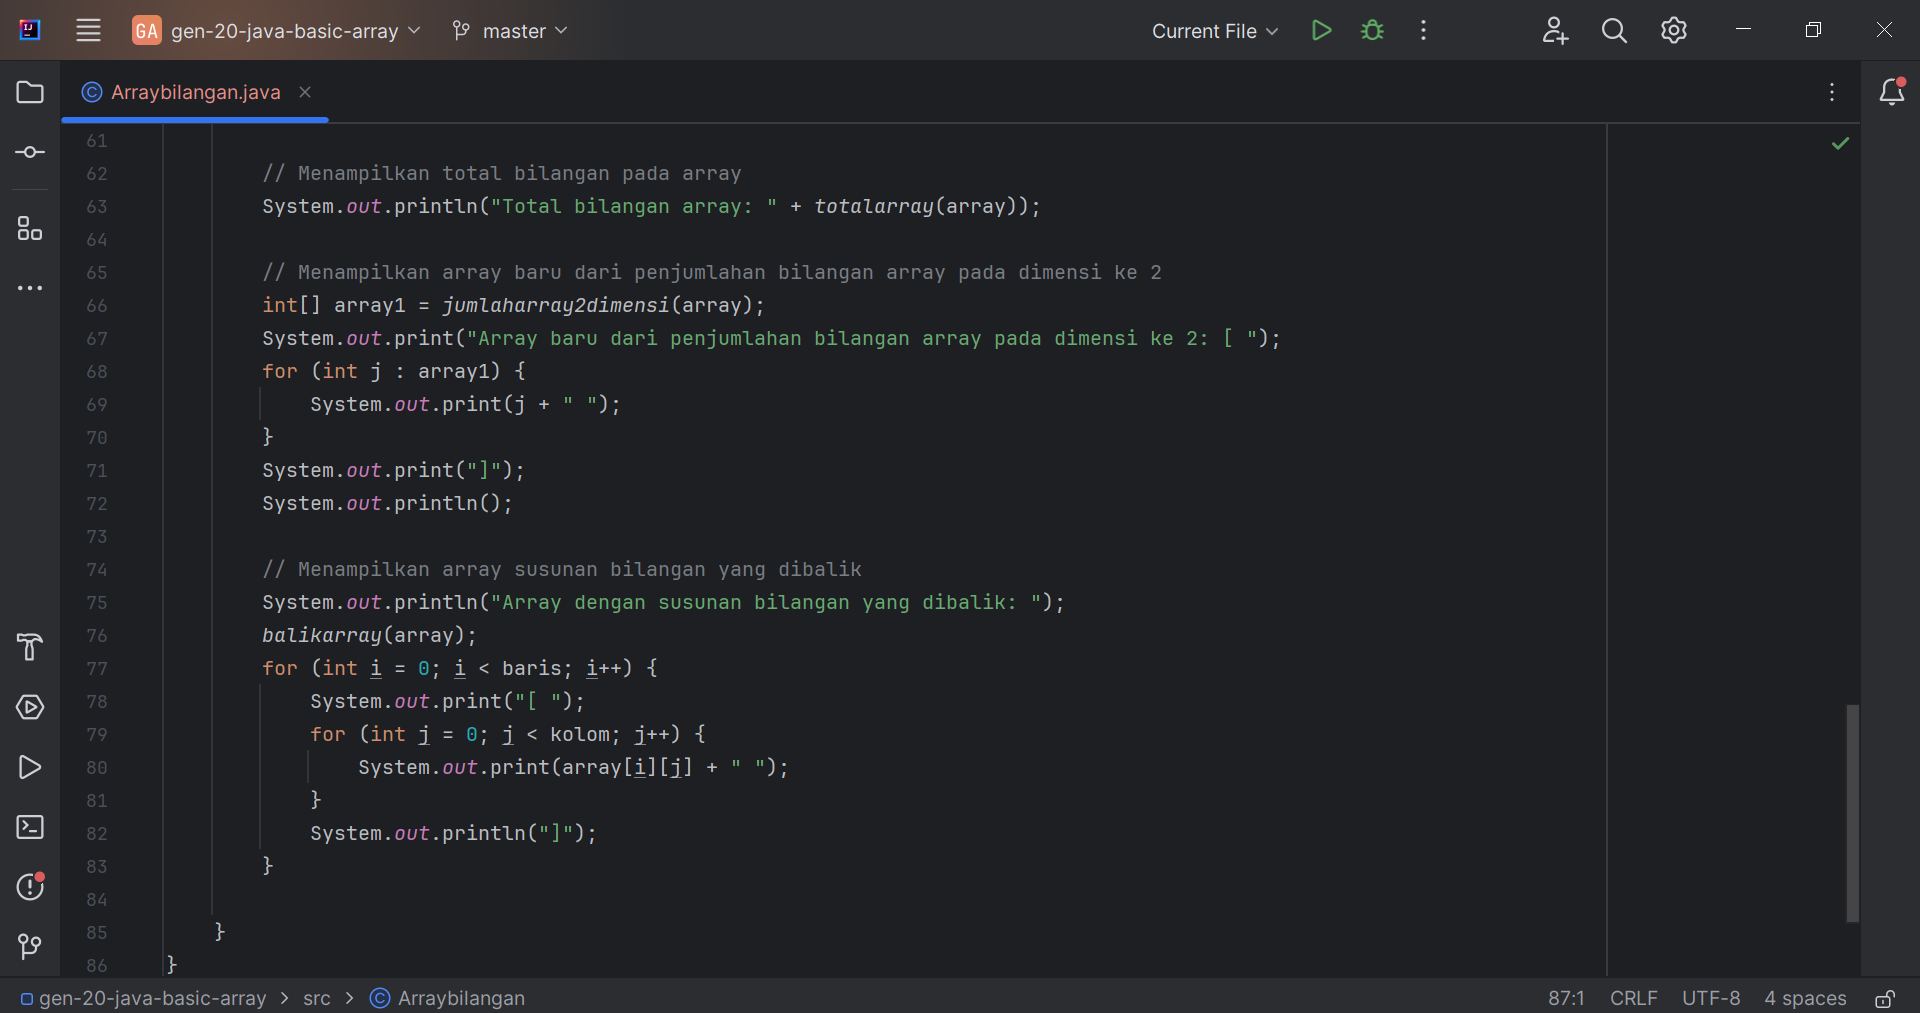 GA gen-20-java-basic-array master Current File
Arraybilangan.java
61
62 // Menampilkan total bilangan pada array
63 System.out.println("Total bilangan array: " + totalarray(array));
64
65 // Menampilkan array baru dari penjumlahan bilangan array pada dimensi ke 2
66 int[] array1 = jumlaharray2dimensi(array);
67 System.out.print("Array baru dari penjumlahan bilangan array pada dimensi ke 2: [ ");
68 for (int j : array1) {
69 System.out.print(j + " ");
70 }
71 System.out.print("]");
72 System.out.println();
73
74 // Menampilkan array susunan bilangan yang dibalik
75 System.out.println("Array dengan susunan bilangan yang dibalik: ");
76 balikarray(array);
77 for (int i = 0; i < baris; i++) {
78 System.out.print("[ ");
79 for (int j = 0; j < kolom; j++) {
80 System.out.print(array[i][j] + " ");
81 }
82 System.out.println("]");
83 }
84
85 }
86 }
gen-20-java-basic-array > src > Arraybilangan 87:1 CRLF UTF-8 4 spaces